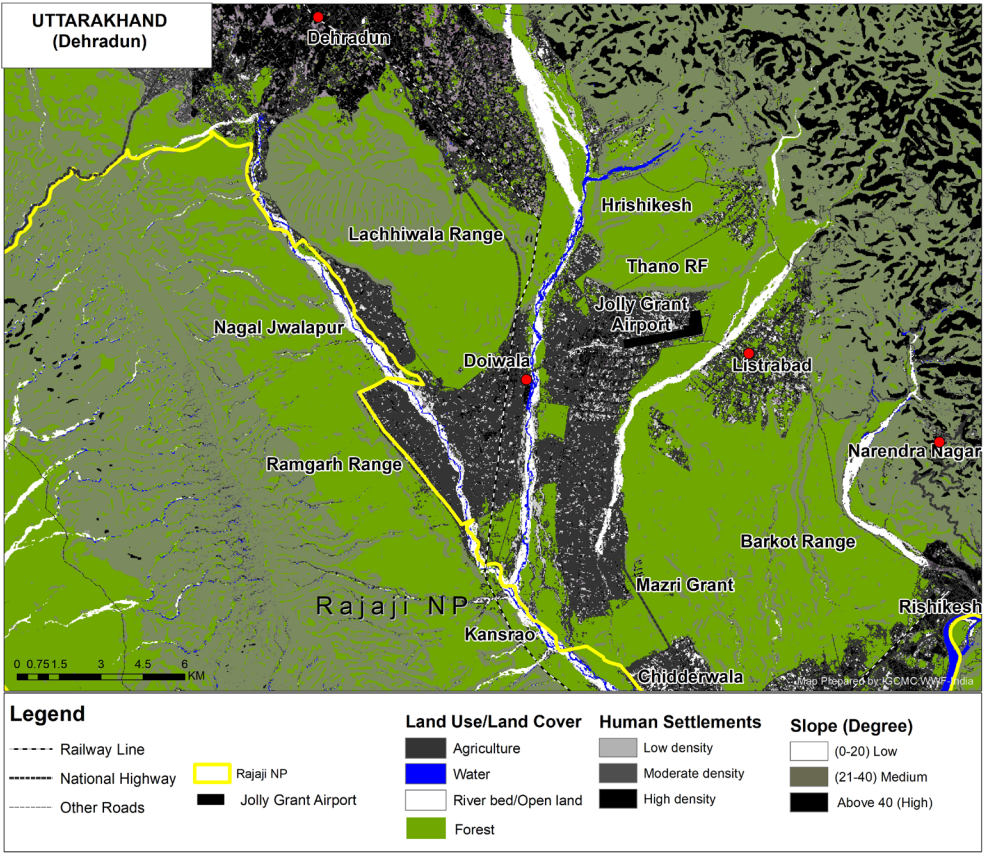 UTTARAKHAND
(Dehradun)
Dehradun
Hrishikesh
Lachhiwala Range
Thano RF
Jolly Grant
Airport
Nagal Jwalapur
Doiwala
Listrabad
Narendra Nagar
Ramgarh Range
Barkot Range
Mazri Grant
Rajaji NP
Rishikesh
Kansrao
Chidderwala
0 0.75 1.5 3 4.5 6
KM
Map Prepared by: IGCMC, WWF-India
Legend
Railway Line
National Highway
Other Roads
Rajaji NP
Jolly Grant Airport
Land Use/Land Cover
Agriculture
Water
River bed/Open land
Forest
Human Settlements
Low density
Moderate density
High density
Slope (Degree)
(0-20) Low
(21-40) Medium
Above 40 (High)